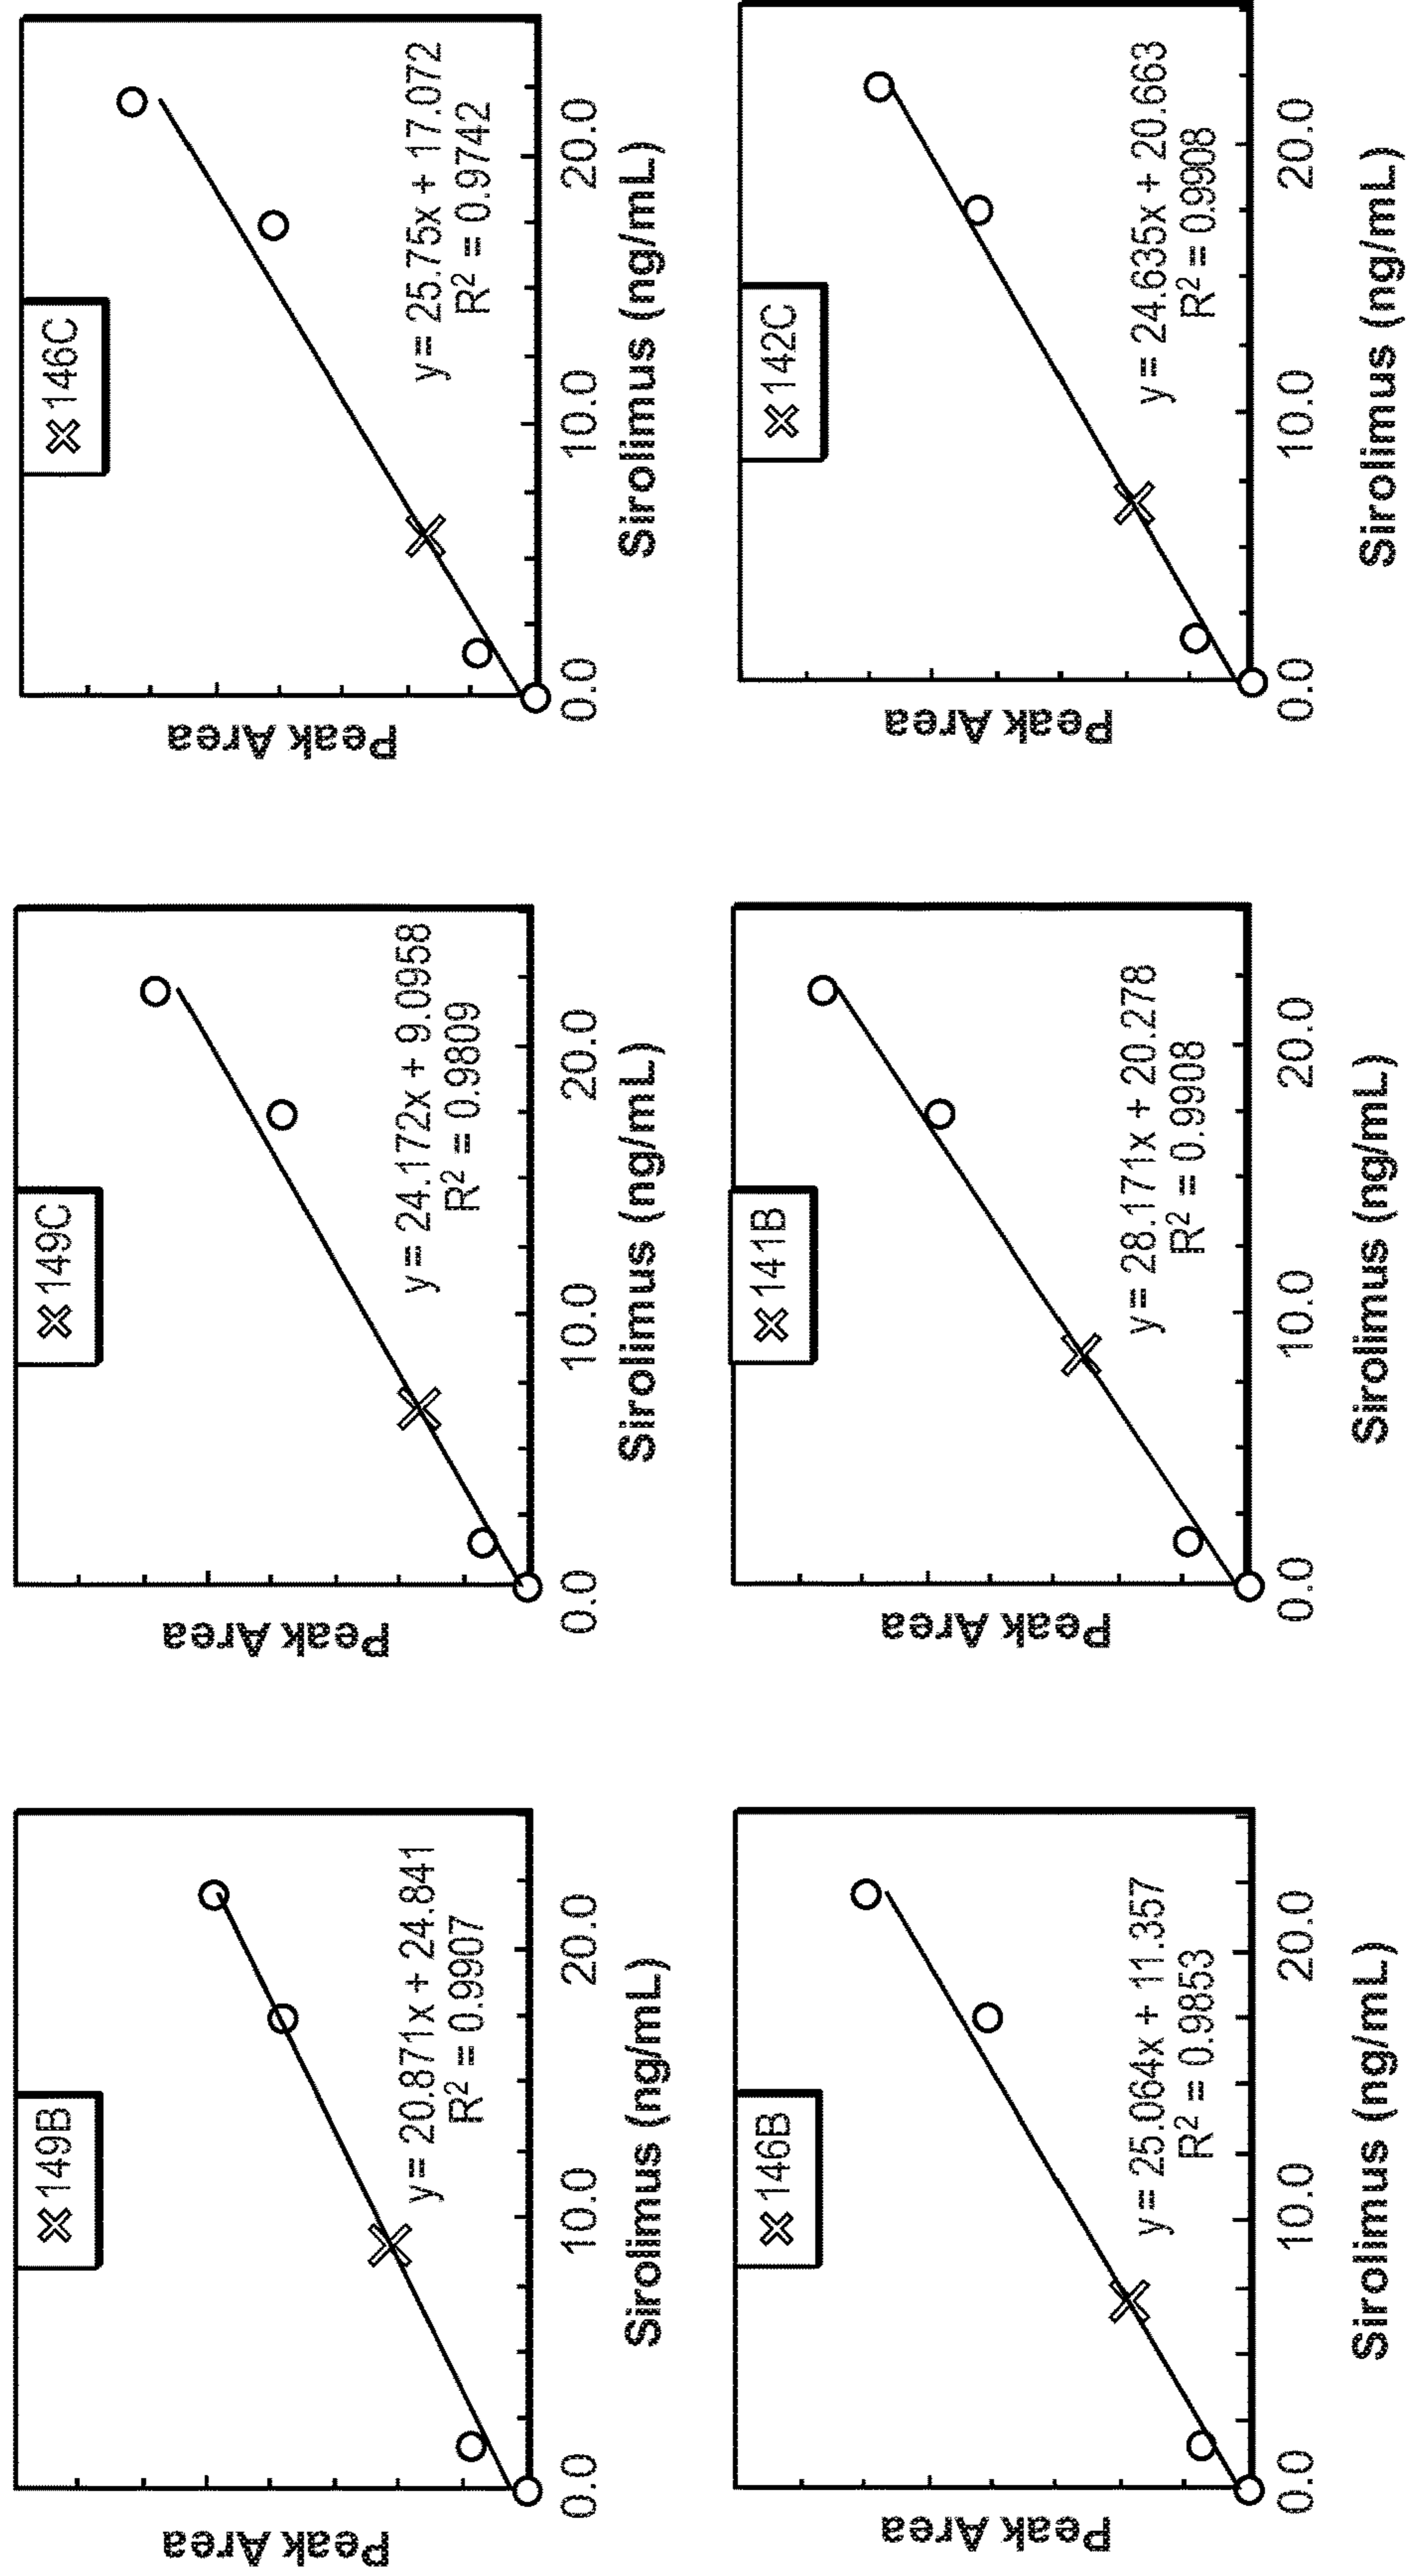 149B
Peak Area
y = 20.871x + 24.841
R² = 0.9907
0.0 10.0 20.0
Sirolimus (ng/mL)
149C
Peak Area
y = 24.172x + 9.0958
R² = 0.9809
0.0 10.0 20.0
Sirolimus (ng/mL)
146C
Peak Area
y = 25.75x + 17.072
R² = 0.9742
0.0 10.0 20.0
Sirolimus (ng/mL)
146B
Peak Area
y = 25.064x + 11.357
R² = 0.9853
0.0 10.0 20.0
Sirolimus (ng/mL)
141B
Peak Area
y = 28.171x + 20.278
R² = 0.9908
0.0 10.0 20.0
Sirolimus (ng/mL)
142C
Peak Area
y = 24.635x + 20.663
R² = 0.9908
0.0 10.0 20.0
Sirolimus (ng/mL)